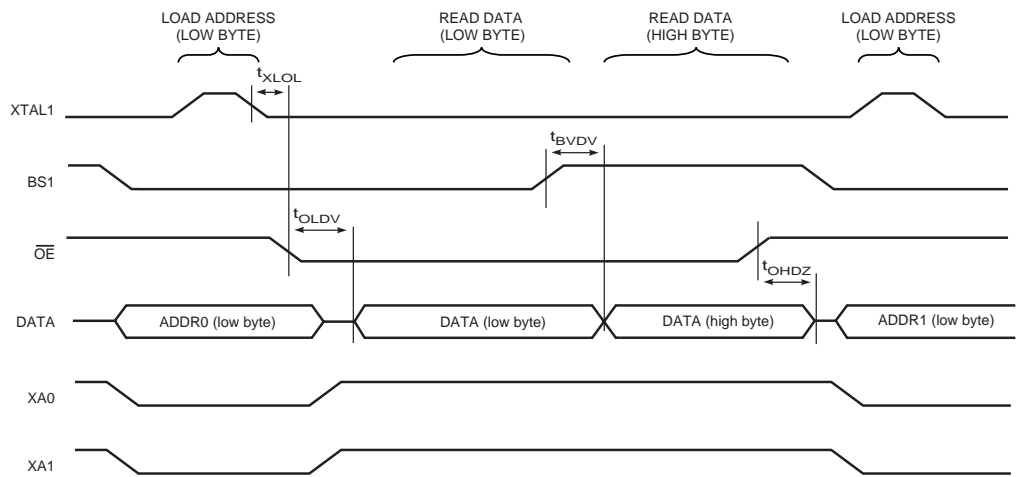 LOAD ADDRESS
(LOW BYTE)
READ DATA
(LOW BYTE)
READ DATA
(HIGH BYTE)
LOAD ADDRESS
(LOW BYTE)
tXLOL
XTAL1
tBVDV
BS1
tOLDV
OE
tOHDZ
DATA
ADDR0 (low byte)
DATA (low byte)
DATA (high byte)
ADDR1 (low byte)
XA0
XA1